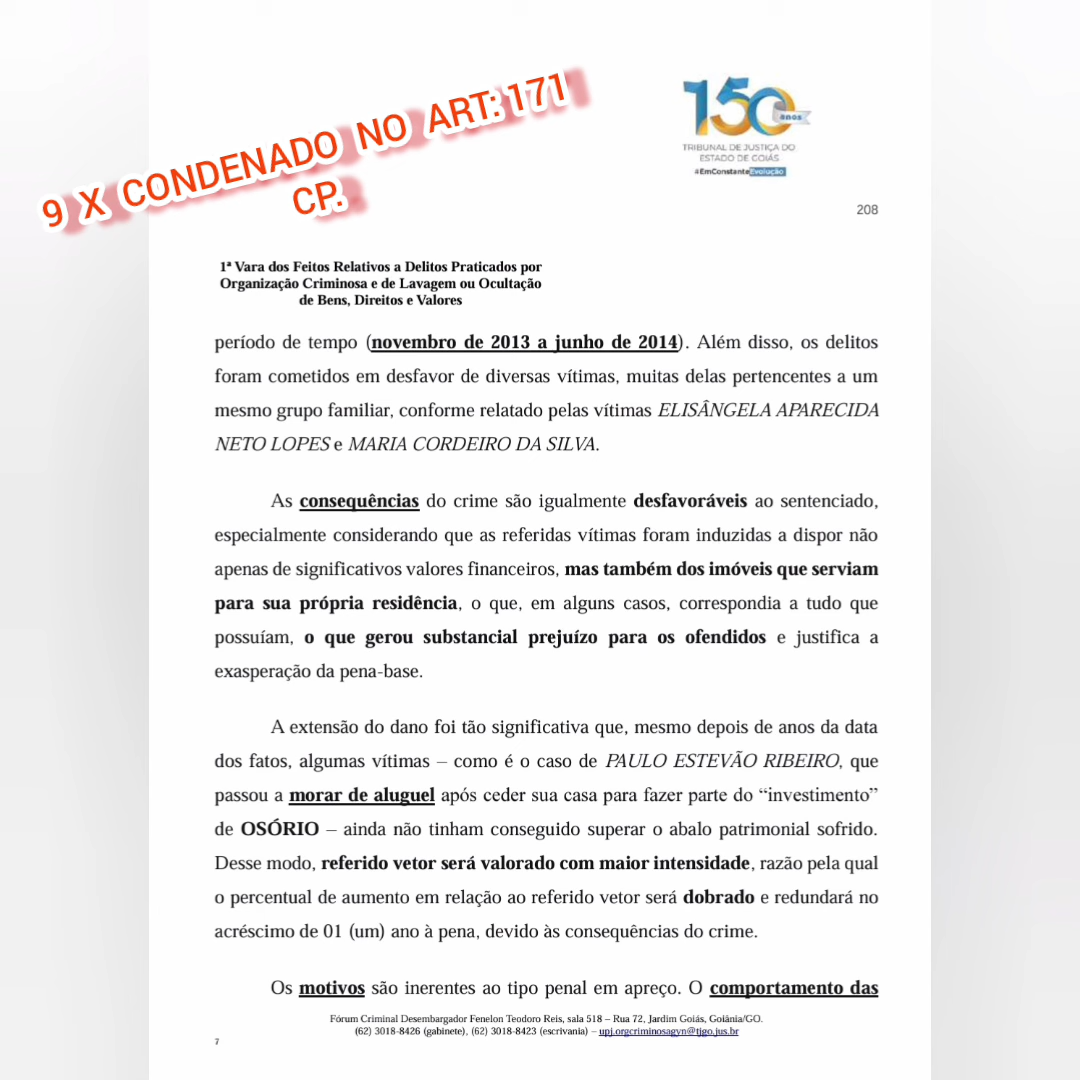 9 X CONDENADO NO ART: 171
CP.
150
anos
TRIBUNAL DE JUSTIÇA DO
ESTADO DE GOIÁS
#EmConstanteEvolução
208
1ª Vara dos Feitos Relativos a Delitos Praticados por
Organização Criminosa e de Lavagem ou Ocultação
de Bens, Direitos e Valores
período de tempo (novembro de 2013 a junho de 2014). Além disso, os delitos
foram cometidos em desfavor de diversas vítimas, muitas delas pertencentes a um
mesmo grupo familiar, conforme relatado pelas vítimas ELISÂNGELA APARECIDA
NETO LOPES e MARIA CORDEIRO DA SILVA.
As consequências do crime são igualmente desfavoráveis ao sentenciado,
especialmente considerando que as referidas vítimas foram induzidas a dispor não
apenas de significativos valores financeiros, mas também dos imóveis que serviam
para sua própria residência, o que, em alguns casos, correspondia a tudo que
possuíam, o que gerou substancial prejuízo para os ofendidos e justifica a
exasperação da pena-base.
A extensão do dano foi tão significativa que, mesmo depois de anos da data
dos fatos, algumas vítimas – como é o caso de PAULO ESTEVÃO RIBEIRO, que
passou a morar de aluguel após ceder sua casa para fazer parte do “investimento”
de OSÓRIO – ainda não tinham conseguido superar o abalo patrimonial sofrido.
Desse modo, referido vetor será valorado com maior intensidade, razão pela qual
o percentual de aumento em relação ao referido vetor será dobrado e redundará no
acréscimo de 01 (um) ano à pena, devido às consequências do crime.
Os motivos são inerentes ao tipo penal em apreço. O comportamento das
Fórum Criminal Desembargador Fenelon Teodoro Reis, sala 518 – Rua 72, Jardim Goiás, Goiânia/GO.
(62) 3018-8426 (gabinete), (62) 3018-8423 (escrivania) – upj.orgcriminosagyn@tjgo.jus.br
7